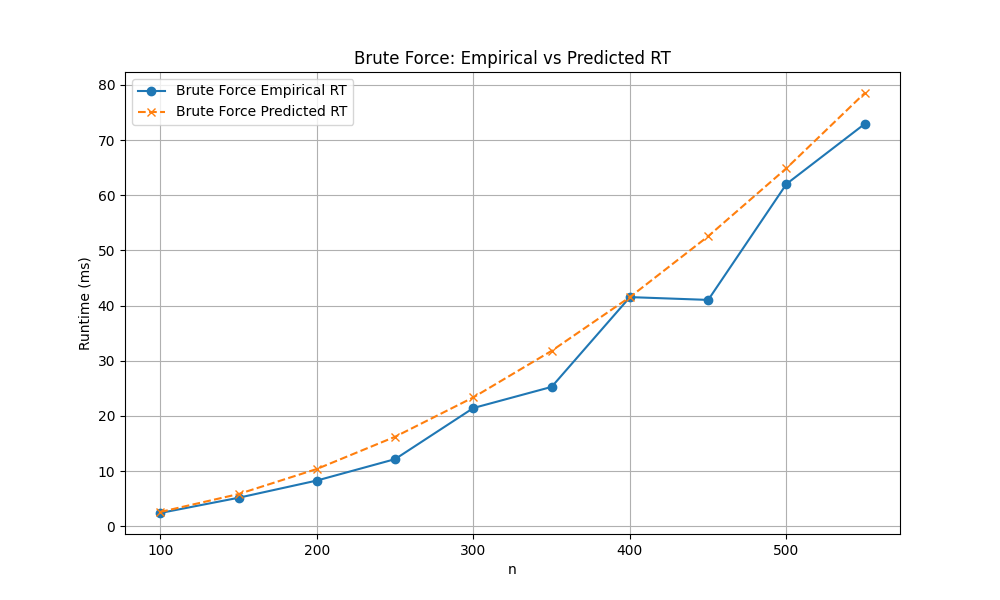 Brute Force: Empirical vs Predicted RT
Brute Force Empirical RT
Brute Force Predicted RT
Runtime (ms)
80
70
60
50
40
30
20
10
0
100 200 300 400 500
n